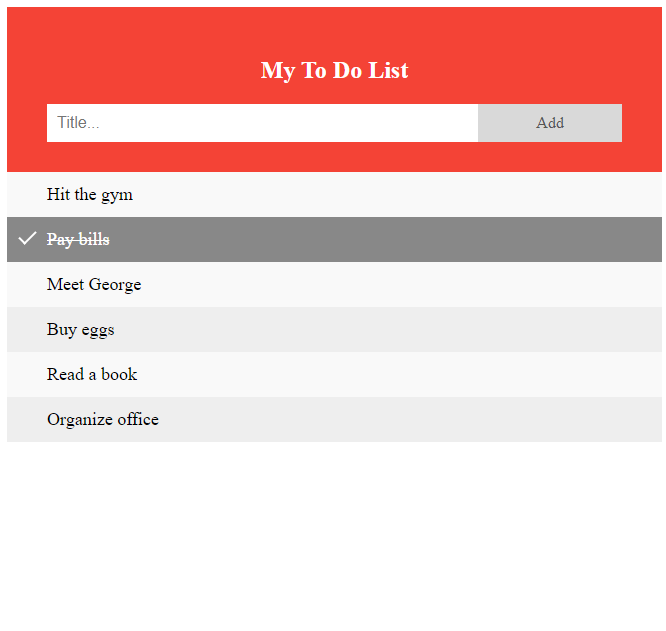 My To Do List
Title... Add
Hit the gym
Pay bills
Meet George
Buy eggs
Read a book
Organize office